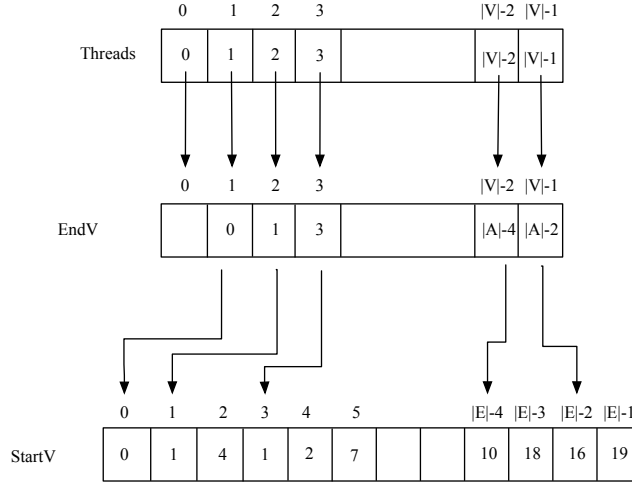 0 1 2 3 |V|-2 |V|-1
Threads 0 1 2 3 |V|-2 |V|-1
0 1 2 3 |V|-2 |V|-1
EndV 0 1 3 |A|-4 |A|-2
0 1 2 3 4 5 |E|-4 |E|-3 |E|-2 |E|-1
StartV 0 1 4 1 2 7 10 18 16 19